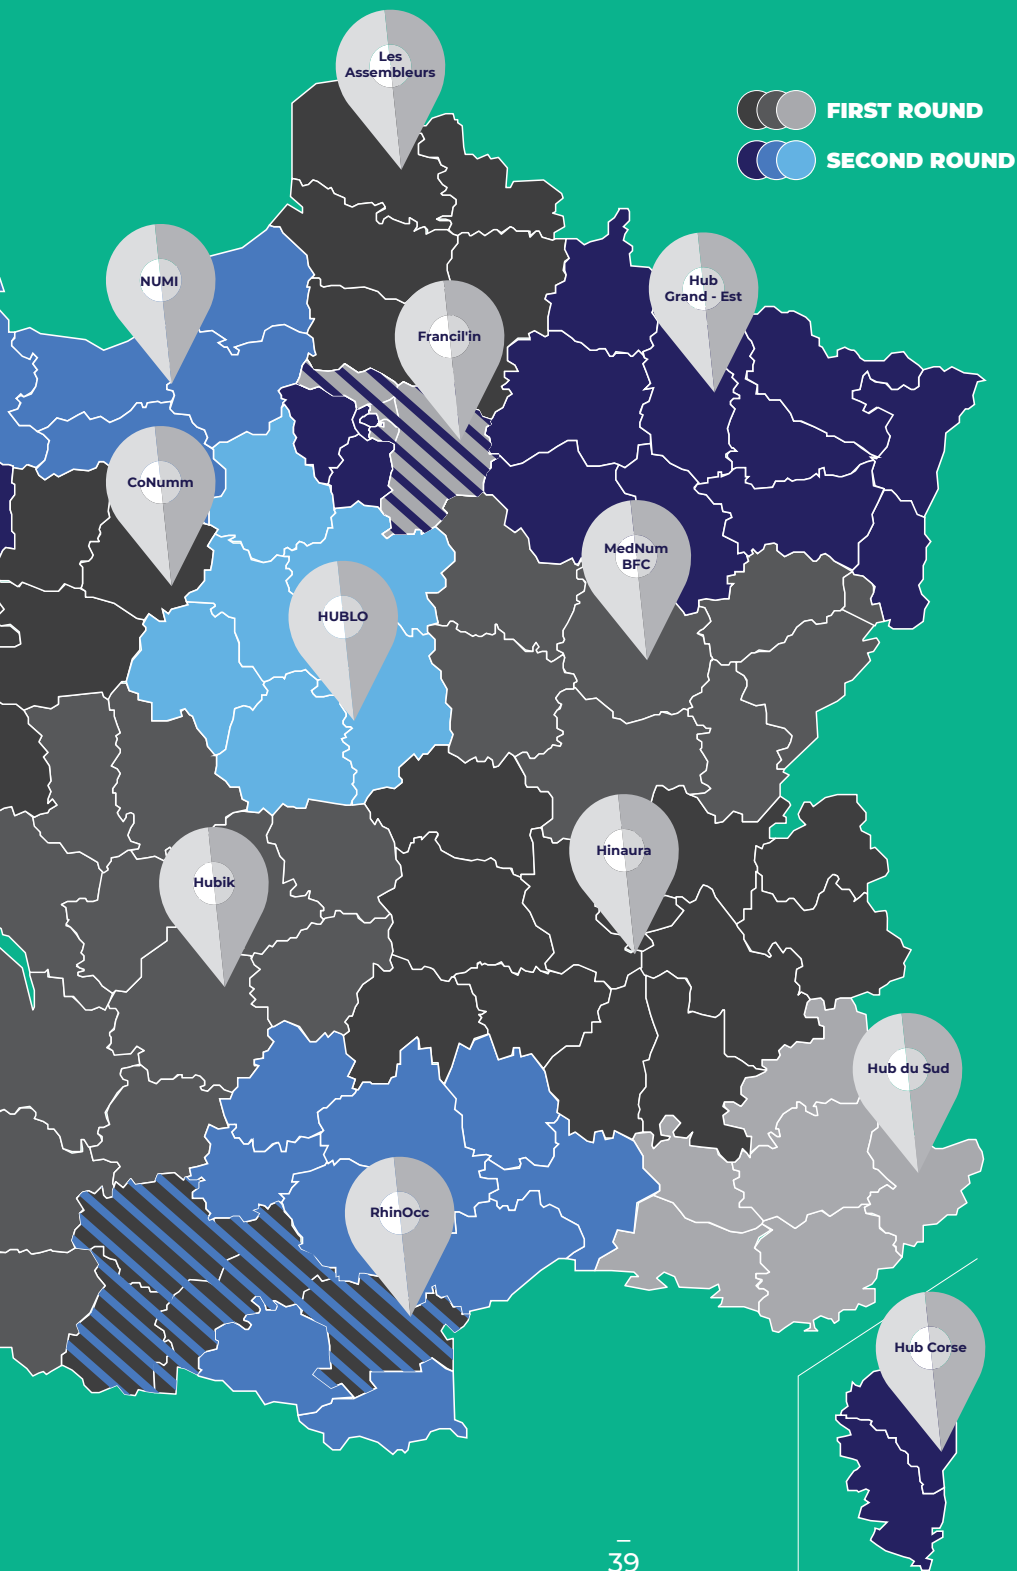 Les
Assembleurs
FIRST ROUND
SECOND ROUND
NUMI
Hub
Grand - Est
Francil'in
CoNumm
MedNum
BFC
HUBLO
Hinaura
Hubik
Hub du Sud
RhinOcc
Hub Corse
39